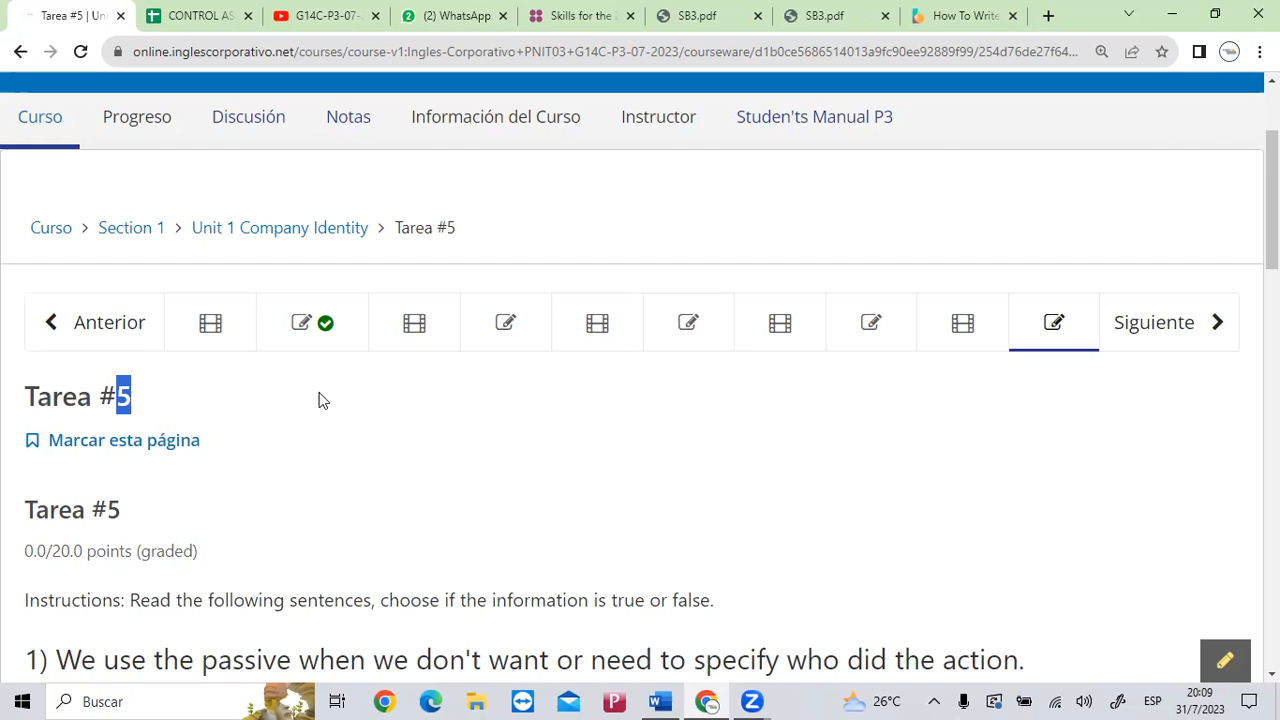 Tarea #5 | Uni
CONTROL AS
G14C-P3-07-
(2) WhatsApp
Skills for the
SB3.pdf
SB3.pdf
How To Write
online.inglescorporativo.net/courses/course-v1:Ingles-Corporativo+PNIT03+G14C-P3-07-2023/courseware/d1b0ce5686514013a9fc90ee92889f99/254d76de27f64...
Curso Progreso Discusión Notas Información del Curso Instructor Studen'ts Manual P3
Curso > Section 1 > Unit 1 Company Identity > Tarea #5
Anterior Siguiente
Tarea #5
Marcar esta página
Tarea #5
0.0/20.0 points (graded)
Instructions: Read the following sentences, choose if the information is true or false.
1) We use the passive when we don't want or need to specify who did the action.
Buscar
26°C
ESP
20:09
31/7/2023